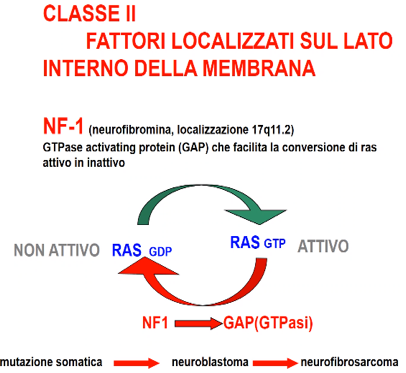 CLASSE II
FATTORI LOCALIZZATI SUL LATO
INTERNO DELLA MEMBRANA
NF-1 (neurofibromina, localizzazione 17q11.2)
GTPase activating protein (GAP) che facilita la conversione di ras
attivo in inattivo
NON ATTIVO RAS GDP RAS GTP ATTIVO
NF1 GAP(GTPasi)
mutazione somatica neuroblastoma neurofibrosarcoma